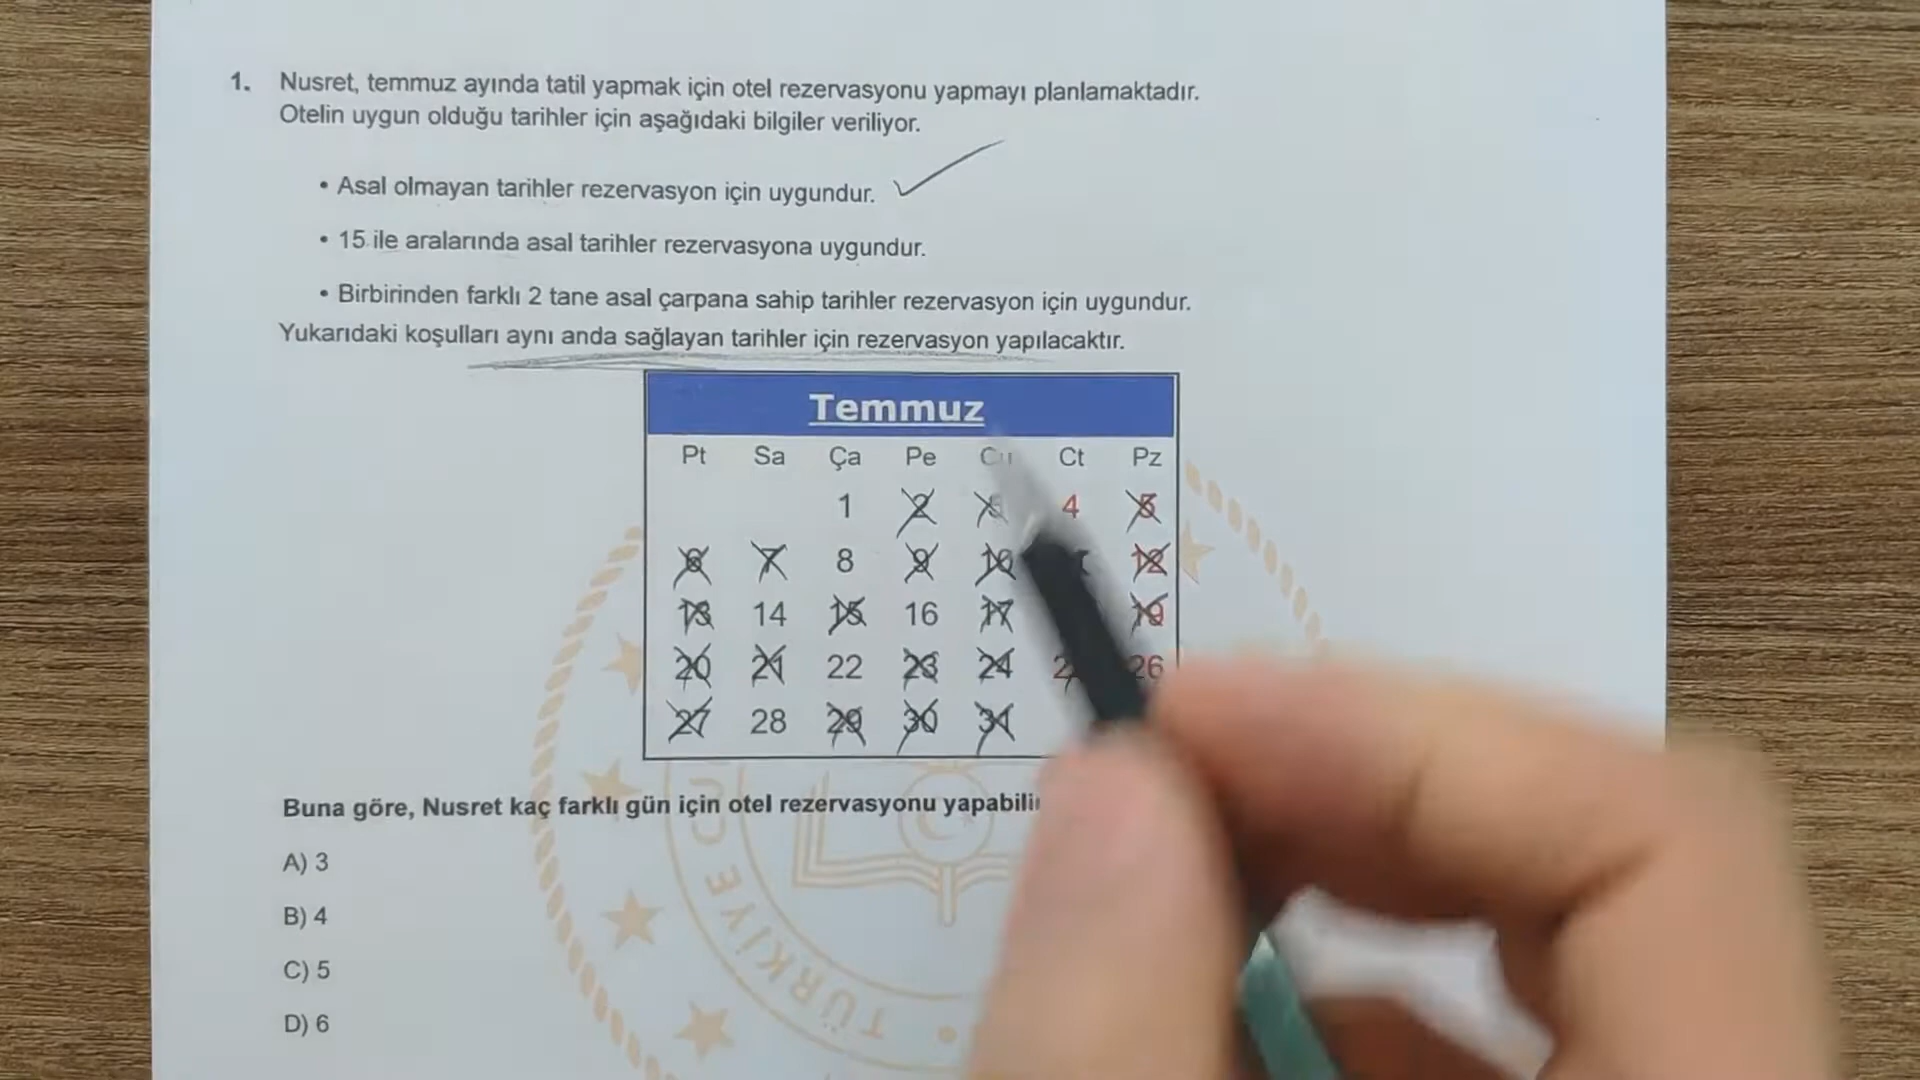 1. Nusret, temmuz ayında tatil yapmak için otel rezervasyonu yapmayı planlamaktadır.
Otelin uygun olduğu tarihler için aşağıdaki bilgiler veriliyor.
• Asal olmayan tarihler rezervasyon için uygundur.
• 15 ile aralarında asal tarihler rezervasyona uygundur.
• Birbirinden farklı 2 tane asal çarpana sahip tarihler rezervasyon için uygundur.
Yukarıdaki koşulları aynı anda sağlayan tarihler için rezervasyon yapılacaktır.
Temmuz
Pt Sa Ça Pe Cu Ct Pz
1 2 3 4 5
6 7 8 9 10 12
13 14 15 16 17 19
20 21 22 23 24 26
27 28 29 30 31
Buna göre, Nusret kaç farklı gün için otel rezervasyonu
A) 3
B) 4
C) 5
D) 6
TÜRKİYE